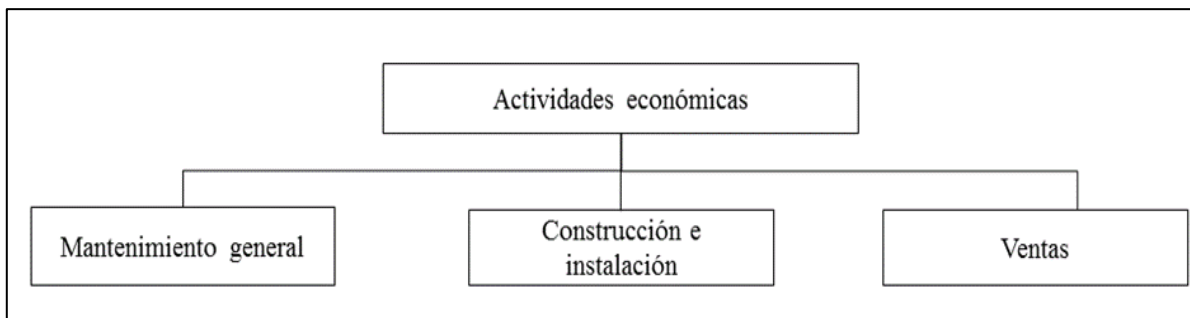 Actividades económicas
Mantenimiento general
Construcción e
instalación
Ventas